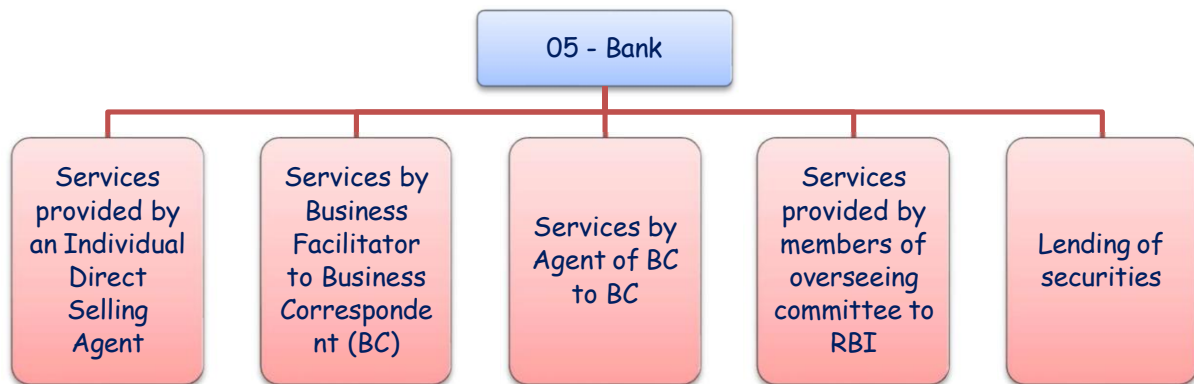 05 - Bank
Services
provided by
an Individual
Direct
Selling
Agent
Services by
Business
Facilitator
to Business
Corresponde
nt (BC)
Services by
Agent of BC
to BC
Services
provided by
members of
overseeing
committee to
RBI
Lending of
securities